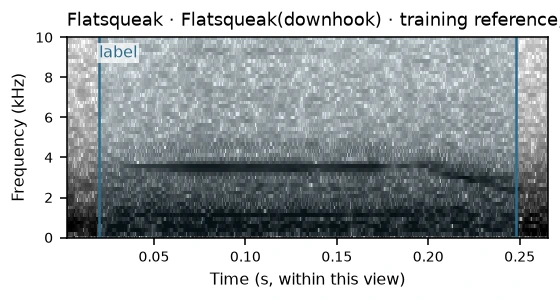 Flatsqueak · Flatsqueak(downhook) · training reference
label
Frequency (kHz)
10
8
6
4
2
0
0.05 0.10 0.15 0.20 0.25
Time (s, within this view)